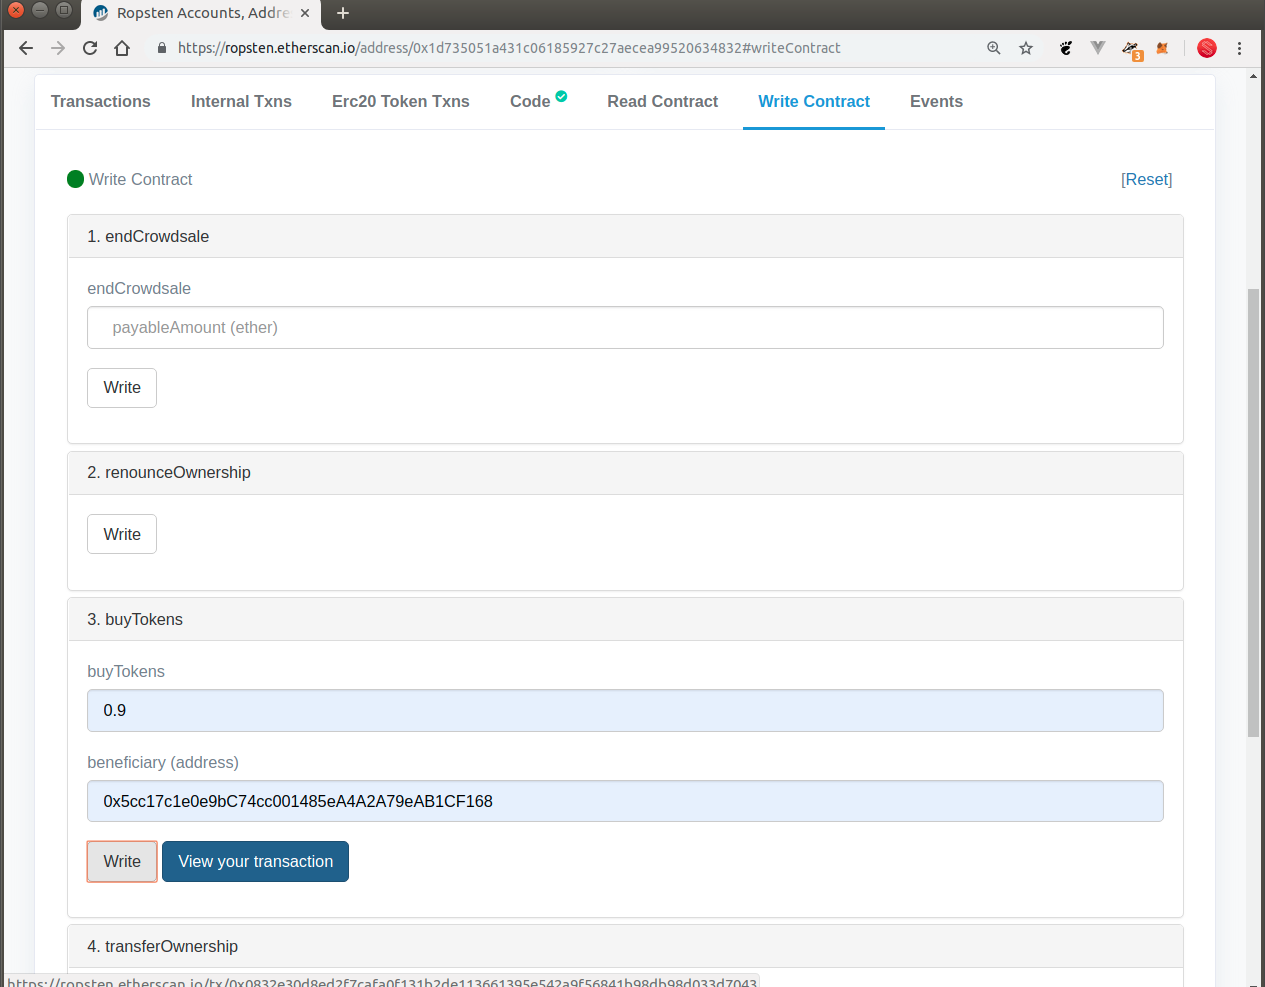 Ropsten Accounts, Addre
https://ropsten.etherscan.io/address/0x1d735051a431c06185927c27aecea99520634832#writeContract
3
Transactions Internal Txns Erc20 Token Txns Code Read Contract Write Contract Events
Write Contract [Reset]
1. endCrowdsale
endCrowdsale
payableAmount (ether)
Write
2. renounceOwnership
Write
3. buyTokens
buyTokens
0.9
beneficiary (address)
0x5cc17c1e0e9bC74cc001485eA4A2A79eAB1CF168
Write View your transaction
4. transferOwnership
https://ropsten.etherscan.io/tx/0x0832e30d8ed2f7cafa0f131b2de113661395e542a9f56841b98db98d033d7043